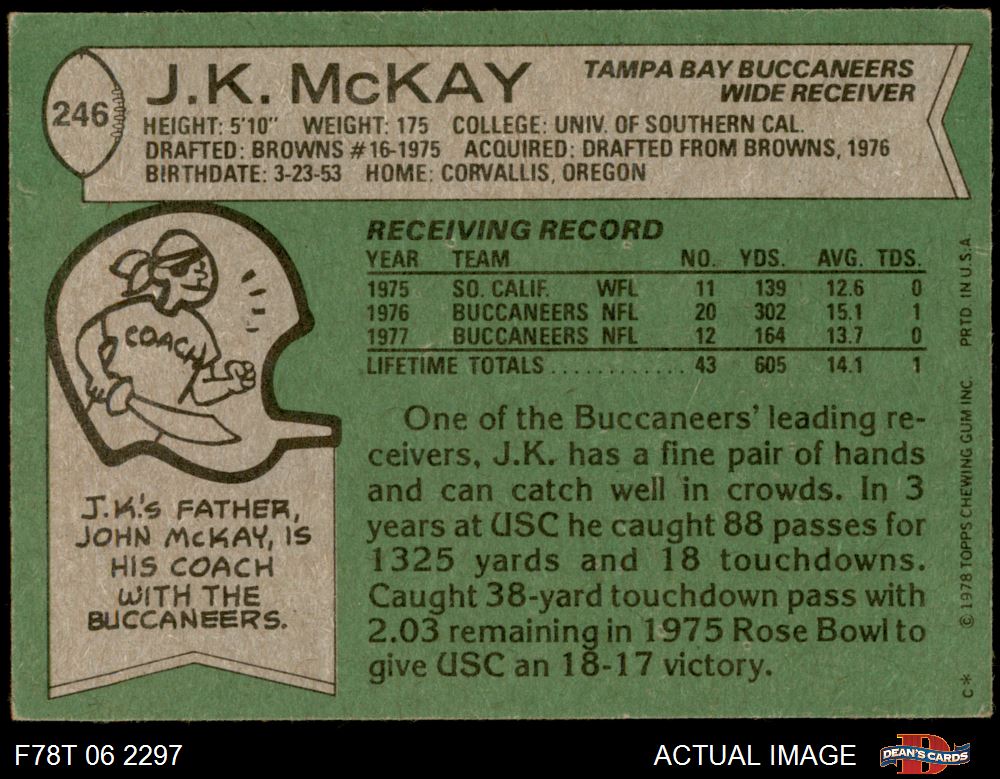 246
J.K. McKAY
TAMPA BAY BUCCANEERS
WIDE RECEIVER
HEIGHT: 5'10" WEIGHT: 175 COLLEGE: UNIV. OF SOUTHERN CAL.
DRAFTED: BROWNS #16-1975 ACQUIRED: DRAFTED FROM BROWNS, 1976
BIRTHDATE: 3-23-53 HOME: CORVALLIS, OREGON
COACH
J.K.'S FATHER,
JOHN McKAY, IS
HIS COACH
WITH THE
BUCCANEERS.
RECEIVING RECORD
YEAR TEAM NO. YDS. AVG. TDS.
1975 SO. CALIF. WFL 11 139 12.6 0
1976 BUCCANEERS NFL 20 302 15.1 1
1977 BUCCANEERS NFL 12 164 13.7 0
LIFETIME TOTALS ............ 43 605 14.1 1
One of the Buccaneers' leading re-
ceivers, J.K. has a fine pair of hands
and can catch well in crowds. In 3
years at USC he caught 88 passes for
1325 yards and 18 touchdowns.
Caught 38-yard touchdown pass with
2.03 remaining in 1975 Rose Bowl to
give USC an 18-17 victory.
C* © 1978 TOPPS CHEWING GUM INC. PRTD. IN U.S.A.
F78T 06 2297
ACTUAL IMAGE
DEAN'S CARDS